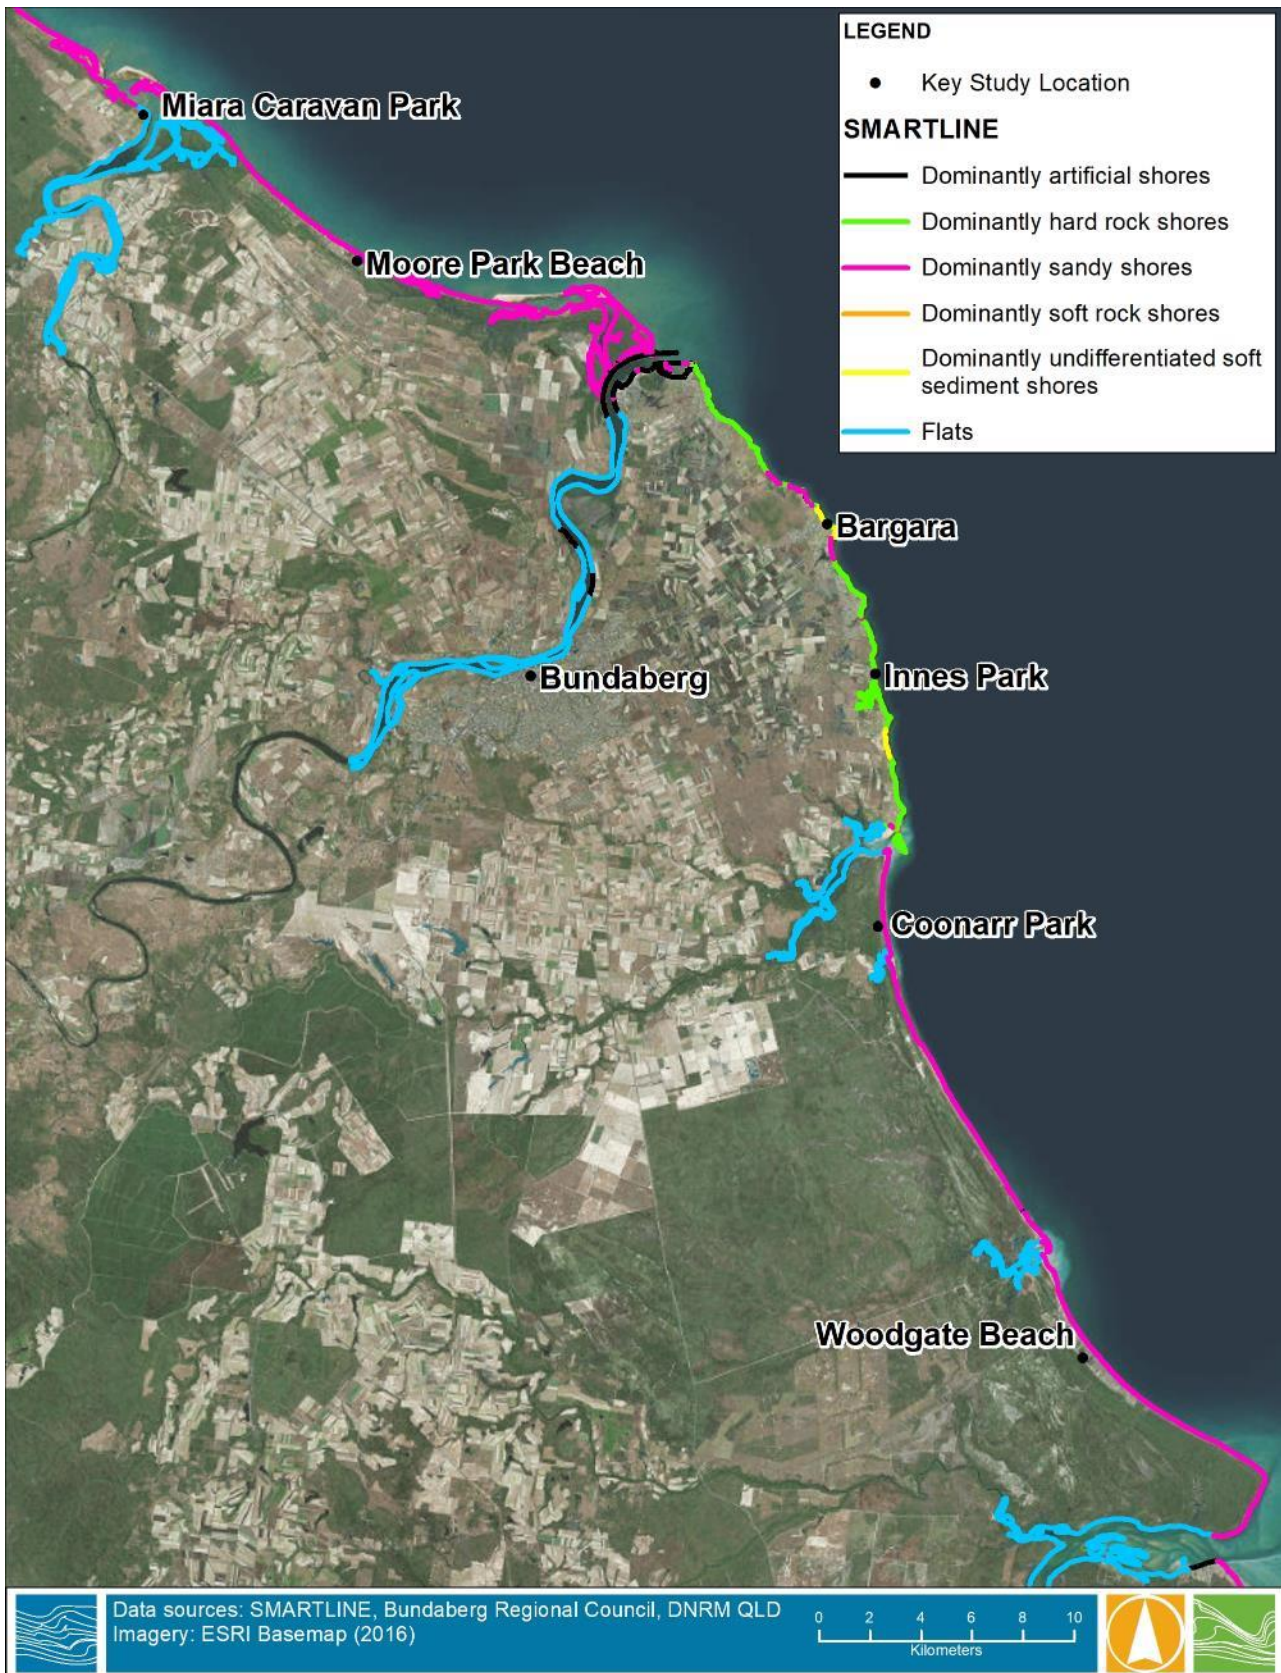 LEGEND
Key Study Location
SMARTLINE
Dominantly artificial shores
Dominantly hard rock shores
Dominantly sandy shores
Dominantly soft rock shores
Dominantly undifferentiated soft
sediment shores
Flats
Miara Caravan Park
Moore Park Beach
Bargara
Innes Park
Bundaberg
Coonarr Park
Woodgate Beach
Data sources: SMARTLINE, Bundaberg Regional Council, DNRM QLD
Imagery: ESRI Basemap (2016)
0 2 4 6 8 10
Kilometers